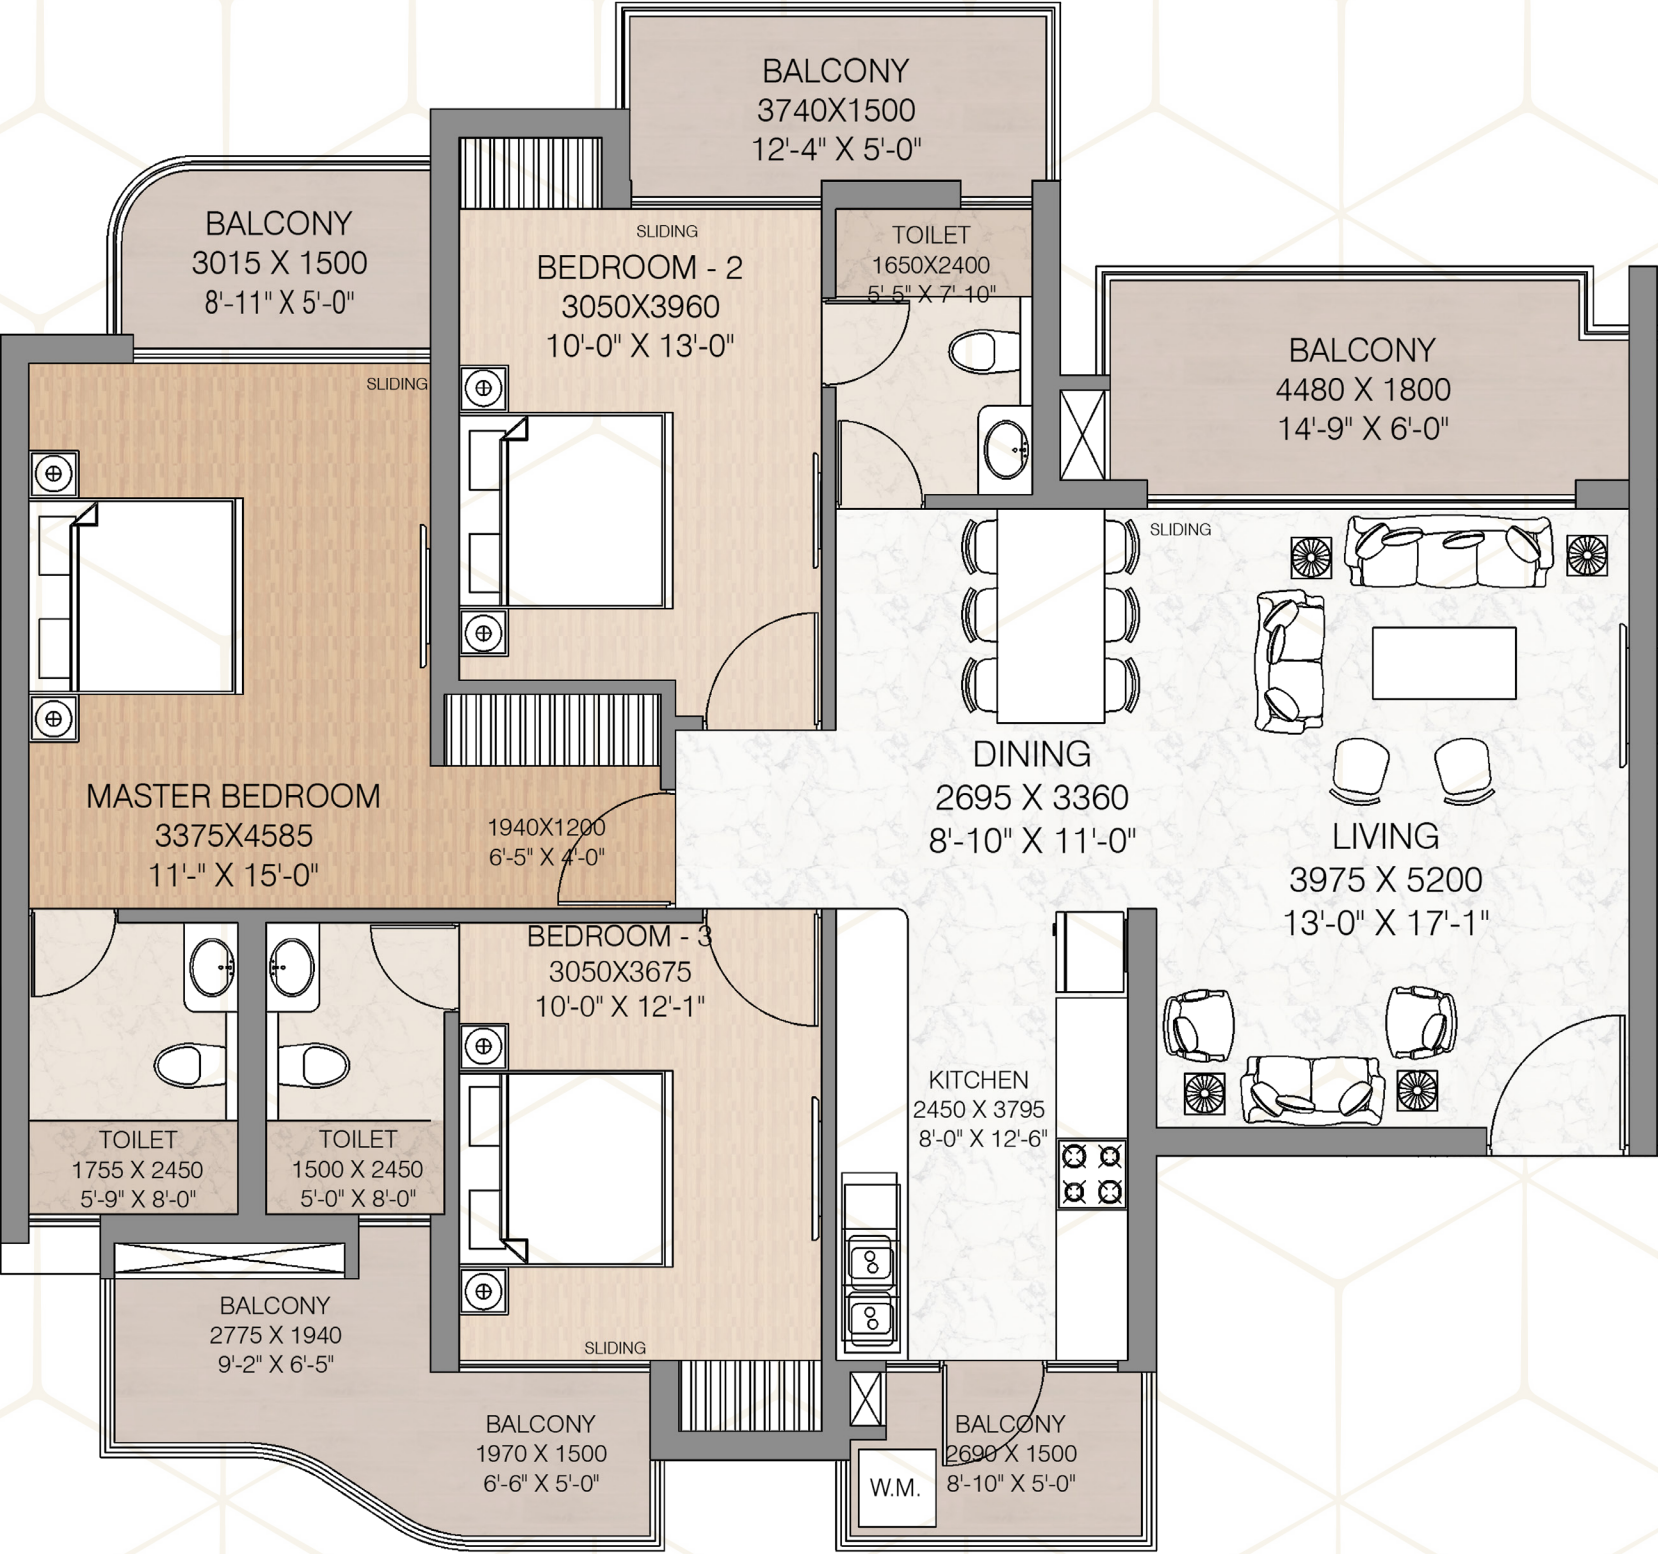 BALCONY
3740X1500
12'-4" X 5'-0"
BALCONY
3015 X 1500
8'-11" X 5'-0"
SLIDING
BEDROOM - 2
3050X3960
10'-0" X 13'-0"
TOILET
1650X2400
5'-5" X 7'-10"
BALCONY
4480 X 1800
14'-9" X 6'-0"
SLIDING
SLIDING
MASTER BEDROOM
3375X4585
11'-" X 15'-0"
1940X1200
6'-5" X 4'-0"
DINING
2695 X 3360
8'-10" X 11'-0"
LIVING
3975 X 5200
13'-0" X 17'-1"
BEDROOM - 3
3050X3675
10'-0" X 12'-1"
KITCHEN
2450 X 3795
8'-0" X 12'-6"
TOILET
1755 X 2450
5'-9" X 8'-0"
TOILET
1500 X 2450
5'-0" X 8'-0"
SLIDING
BALCONY
2775 X 1940
9'-2" X 6'-5"
BALCONY
1970 X 1500
6'-6" X 5'-0"
BALCONY
2690 X 1500
8'-10" X 5'-0"
W.M.